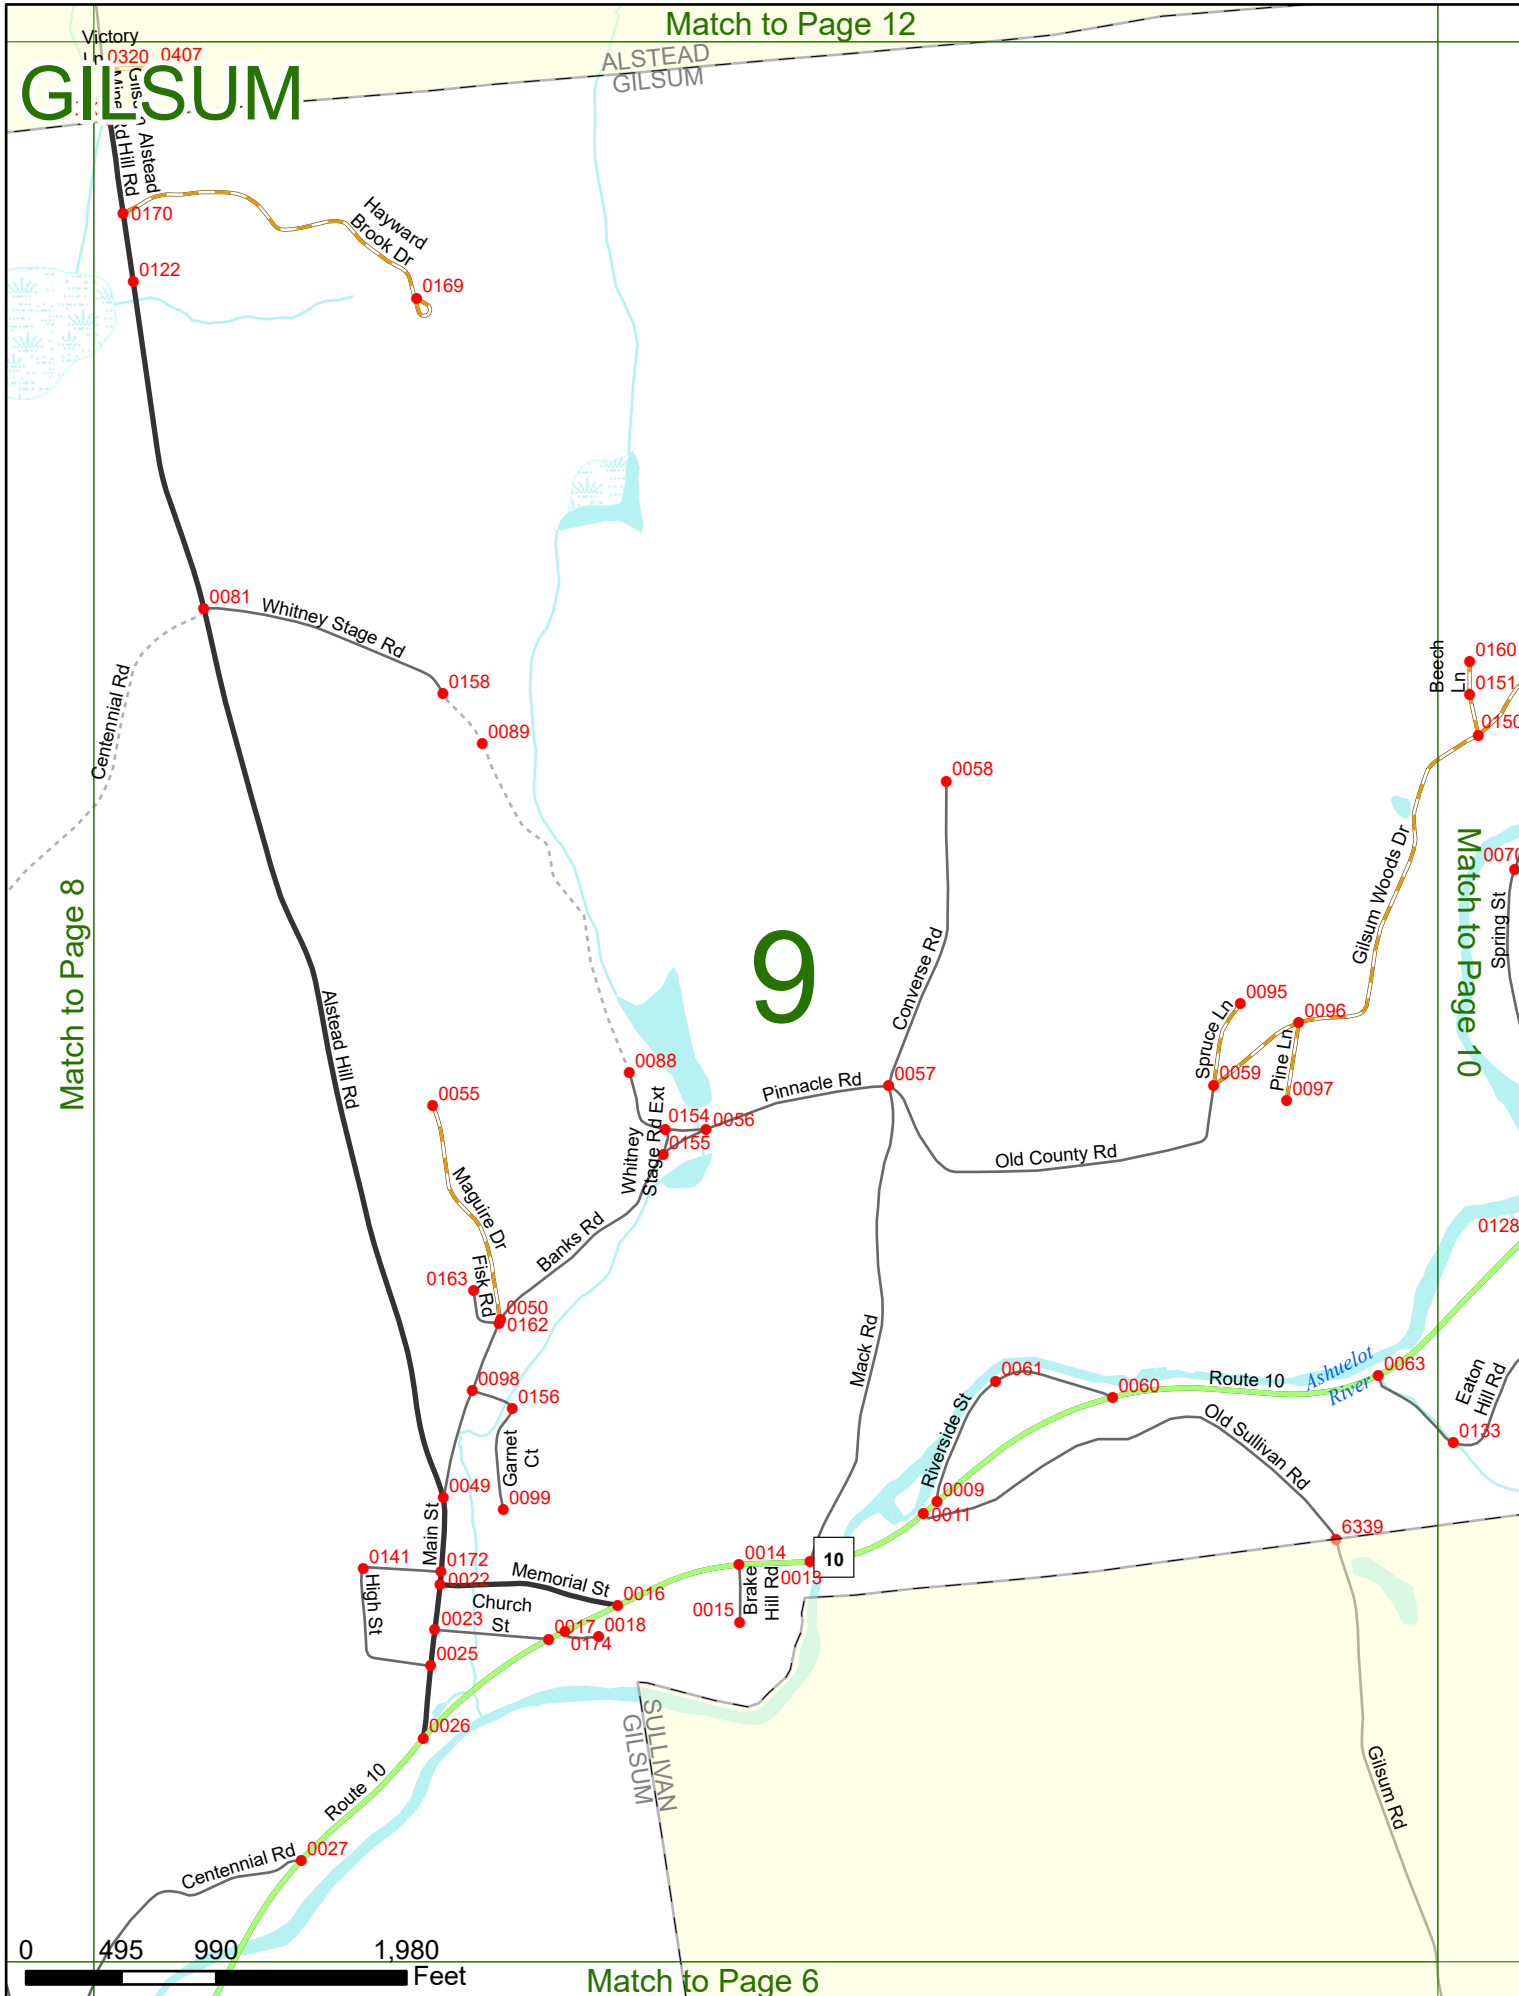 Match to Page 12
Victory
0320 0407
ALSTEAD
GILSUM
GILSUM
Mine
Rd
Hill Rd
Alstead
0170
Hayward
Brook Dr
0122
0169
0081
Whitney Stage Rd
Centennial Rd
0158
0089
Beech
Ln
0160
0151
0150
0058
Gilsum Woods Dr
Match to Page 8
9
Converse Rd
Match to Page 10
0070
Spring St
Alstead Hill Rd
0095
0096
Spruce Ln
Pine Ln
0059
0097
0088
0055
Whitney
Stage Rd Ext
0154
0056
0155
Pinnacle Rd
0057
Old County Rd
Maguire Dr
Banks Rd
0128
0163
Fisk Rd
0050
0162
Mack Rd
0098
0156
Garnet
Ct
0061
0060
Route 10
Ashuelot
River
0063
Eaton
Hill Rd
Riverside St
Old Sullivan Rd
0133
0049
0099
0009
0011
Main St
6339
0141
0172
0022
High St
Memorial St
0014
10
0013
Church
St
0016
Brake
Hill Rd
0015
0023
0017
0018
0174
0025
0026
SULLIVAN
GILSUM
Route 10
Gilsum Rd
Centennial Rd
0027
0 495 990 1,980
Feet
Match to Page 6